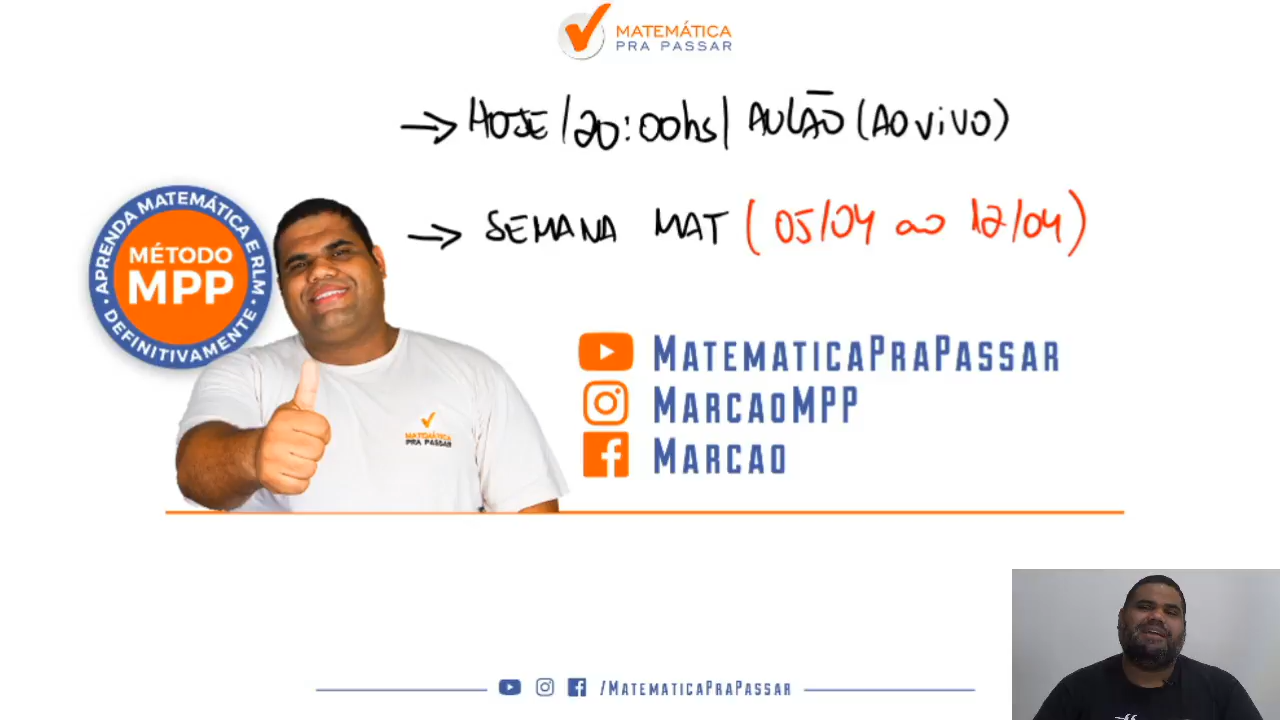 MATEMÁTICA
PRA PASSAR
→ HOJE | 20:00hs | AULÃO (AO VIVO)
→ SEMANA MAT (05/04 ao 12/04)
APRENDA MATEMÁTICA E RLM
MÉTODO
MPP
• DEFINITIVAMENTE •
MATEMATICAPRAPASSAR
MARCAOMPP
MARCAO
MATEMÁTICA
PRA PASSAR
/MATEMATICAPRAPASSAR